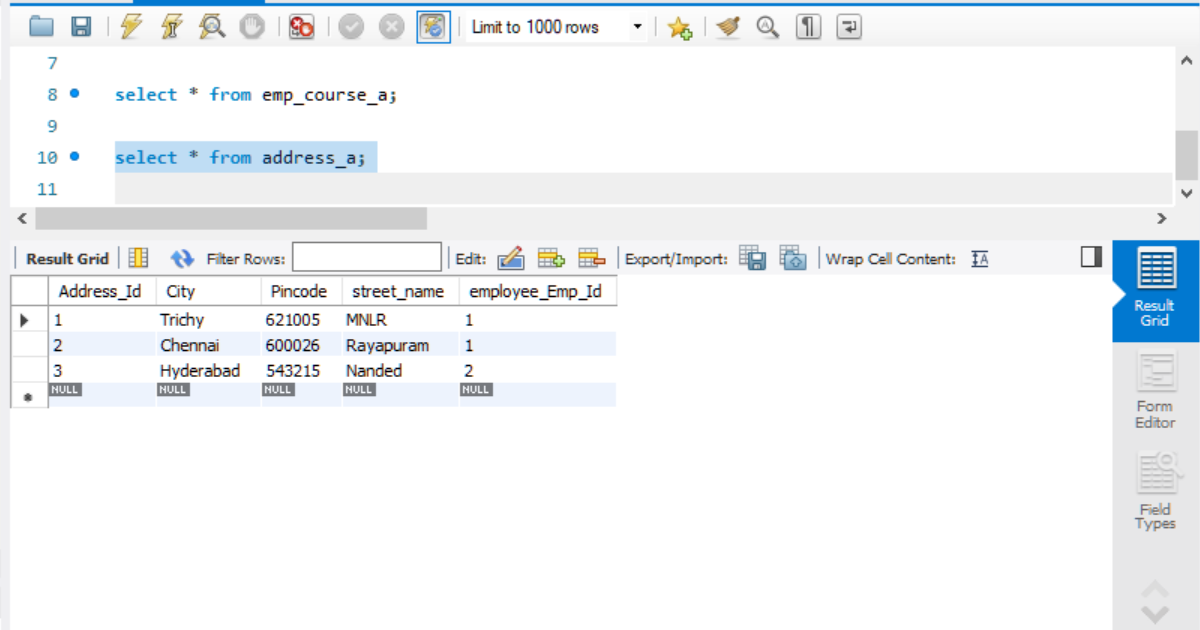 Limit to 1000 rows
7
8 select * from emp_course_a;
9
10 select * from address_a;
11
Result Grid Filter Rows: Edit: Export/Import: Wrap Cell Content: IA
Address_Id City Pincode street_name employee_Emp_Id
1 Trichy 621005 MNLR 1
2 Chennai 600026 Rayapuram 1
3 Hyderabad 543215 Nanded 2
NULL NULL NULL NULL NULL
Result
Grid
Form
Editor
Field
Types